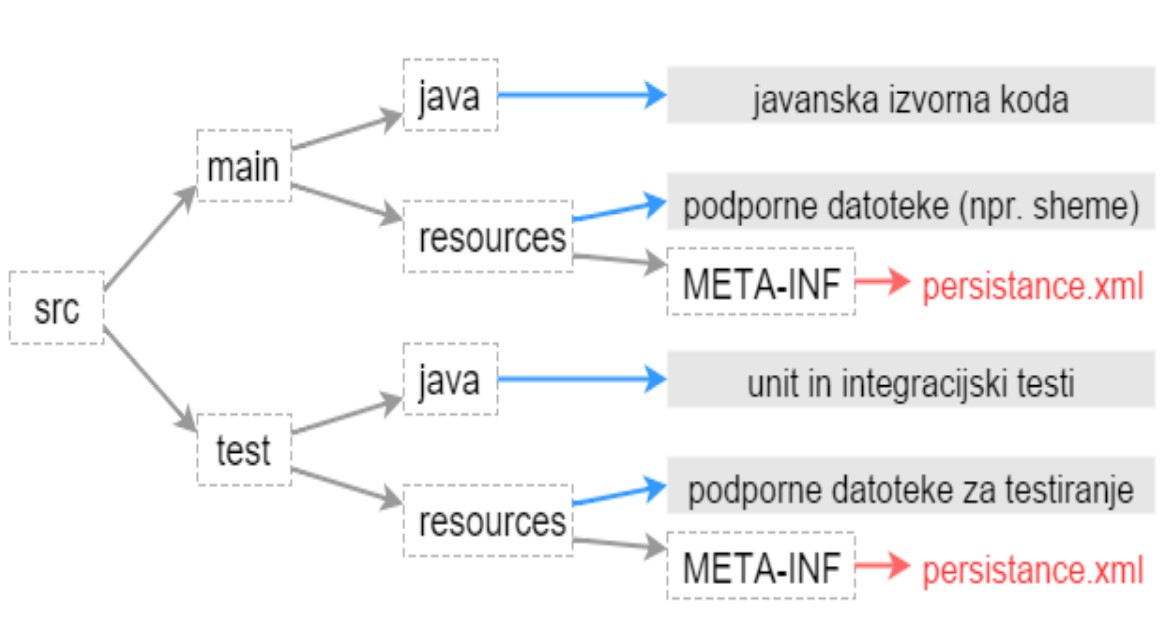 java
javanska izvorna koda
main
podporne datoteke (npr. sheme)
resources
META-INF
persistance.xml
src
java
unit in integracijski testi
test
podporne datoteke za testiranje
resources
META-INF
persistance.xml